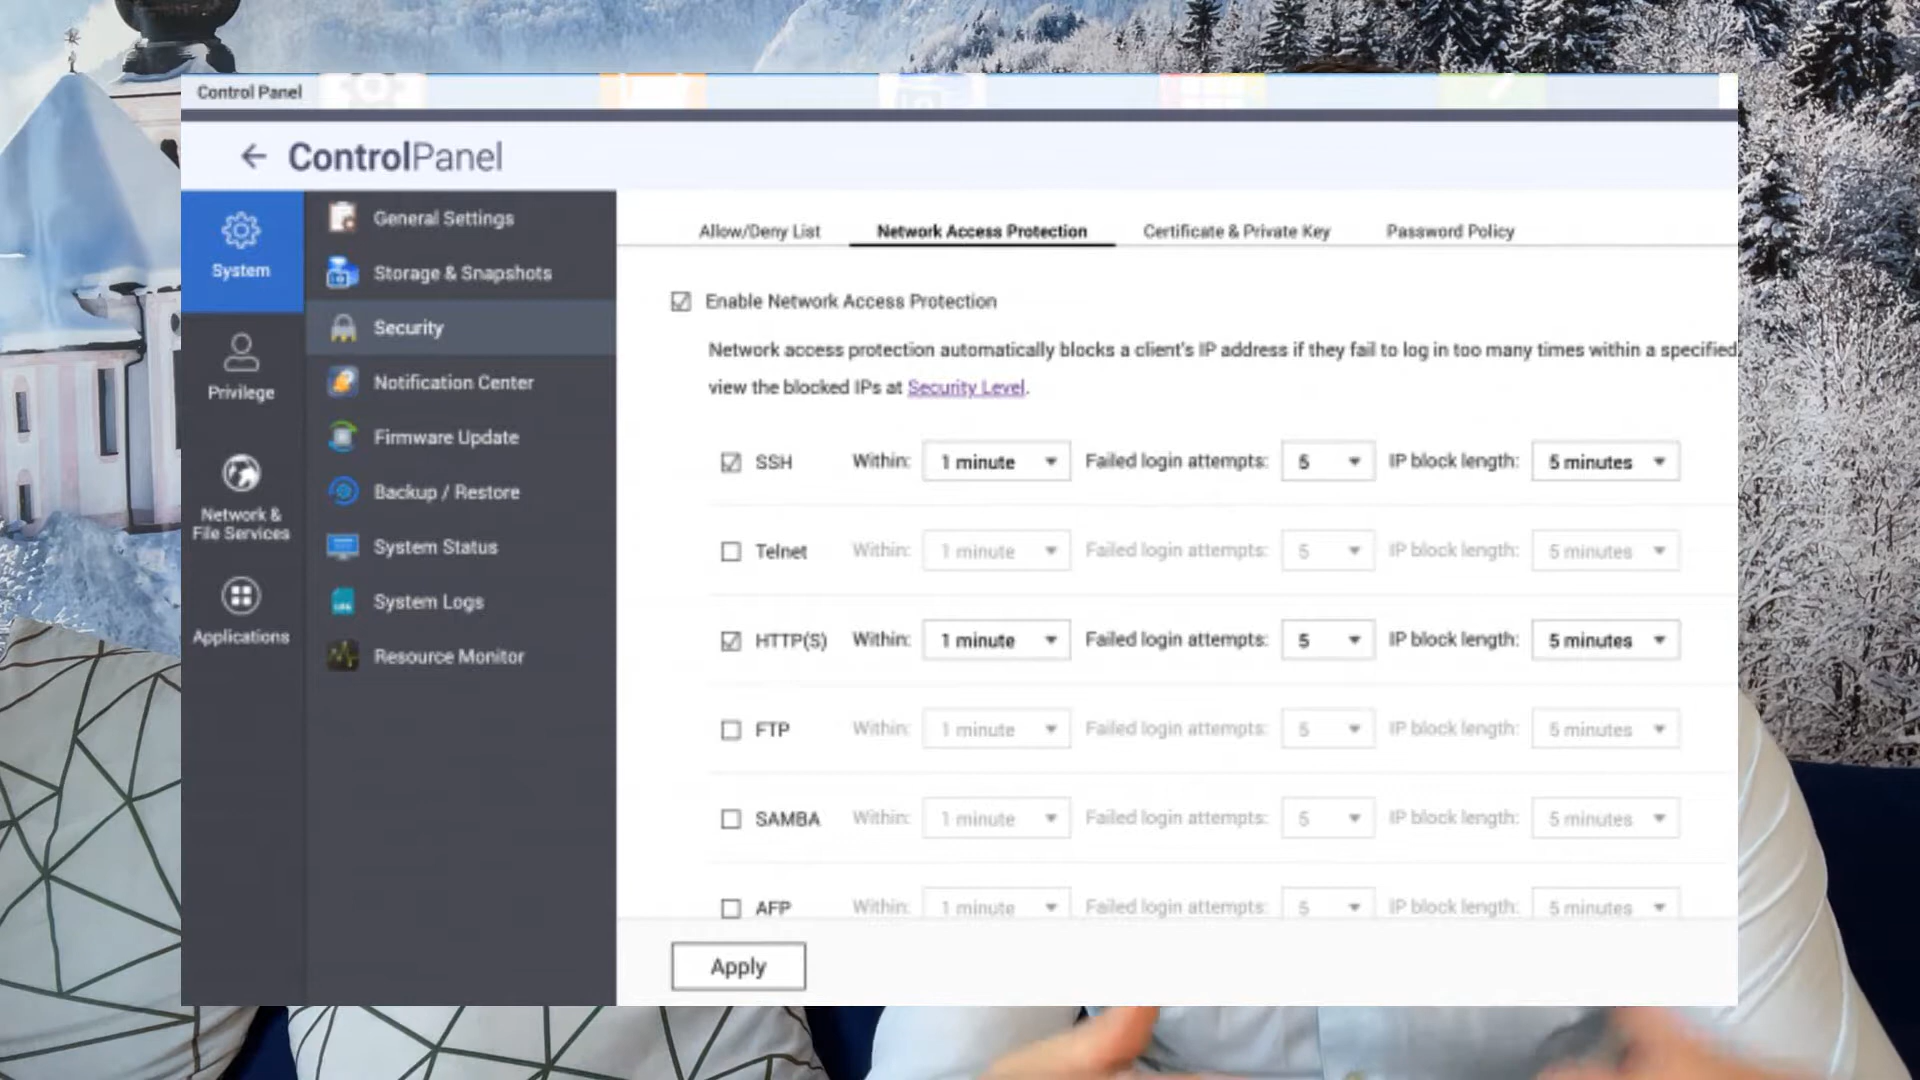 Control Panel
ControlPanel
System
Privilege
Network &
File Services
Applications
General Settings
Storage & Snapshots
Security
Notification Center
Firmware Update
Backup / Restore
System Status
System Logs
Resource Monitor
Allow/Deny List Network Access Protection Certificate & Private Key Password Policy
Enable Network Access Protection
Network access protection automatically blocks a client's IP address if they fail to log in too many times within a specified
view the blocked IPs at Security Level.
SSH Within: 1 minute Failed login attempts: 5 IP block length: 5 minutes
Telnet Within: 1 minute Failed login attempts: 5 IP block length: 5 minutes
HTTP(S) Within: 1 minute Failed login attempts: 5 IP block length: 5 minutes
FTP Within: 1 minute Failed login attempts: 5 IP block length: 5 minutes
SAMBA Within: 1 minute Failed login attempts: 5 IP block length: 5 minutes
AFP Within: 1 minute Failed login attempts: 5 IP block length: 5 minutes
Apply